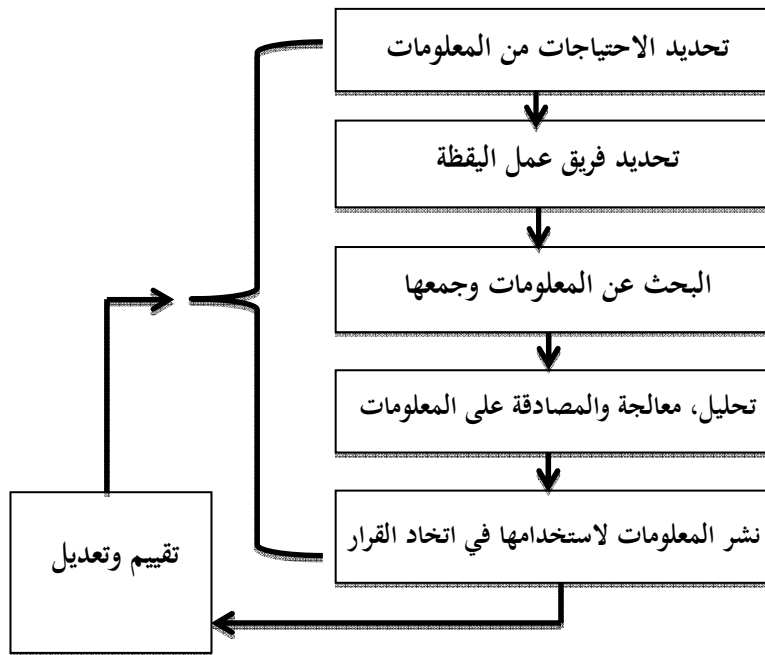 تحديد الاحتياجات من المعلومات
تحديد فريق عمل اليقظة
البحث عن المعلومات وجمعها
تحليل، معالجة والمصادقة على المعلومات
نشر المعلومات لاستخدامها في اتخاد القرار
تقييم وتعديل